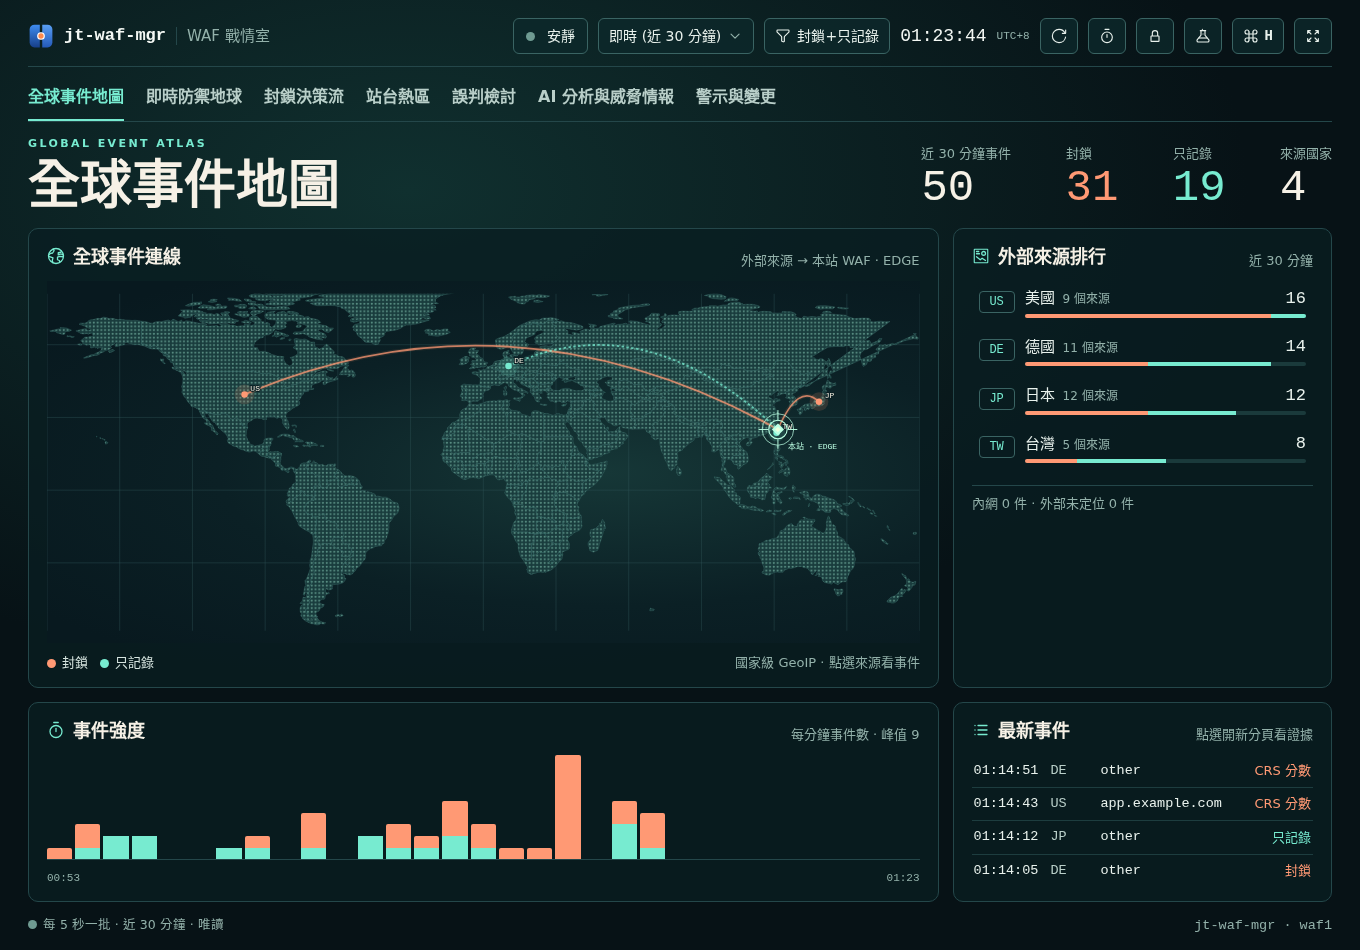 jt-waf-mgr WAF 戰情室 安靜 即時 (近 30 分鐘) 封鎖+只記錄 01:23:44 UTC+8 ⌘ H
全球事件地圖 即時防禦地球 封鎖決策流 站台熱區 誤判檢討 AI 分析與威脅情報 警示與變更
GLOBAL EVENT ATLAS
全球事件地圖
近 30 分鐘事件 封鎖 只記錄 來源國家
50 31 19 4
全球事件連線
外部來源 → 本站 WAF · EDGE
US
DE
JP
本站 · EDGE
封鎖 只記錄
國家級 GeoIP · 點選來源看事件
外部來源排行 近 30 分鐘
US 美國 9 個來源 16
DE 德國 11 個來源 14
JP 日本 12 個來源 12
TW 台灣 5 個來源 8
內網 0 件 · 外部未定位 0 件
事件強度 每分鐘事件數 · 峰值 9
00:53 01:23
最新事件 點選開新分頁看證據
01:14:51 DE other CRS 分數
01:14:43 US app.example.com CRS 分數
01:14:12 JP other 只記錄
01:14:05 DE other 封鎖
每 5 秒一批 · 近 30 分鐘 · 唯讀
jt-waf-mgr · waf1